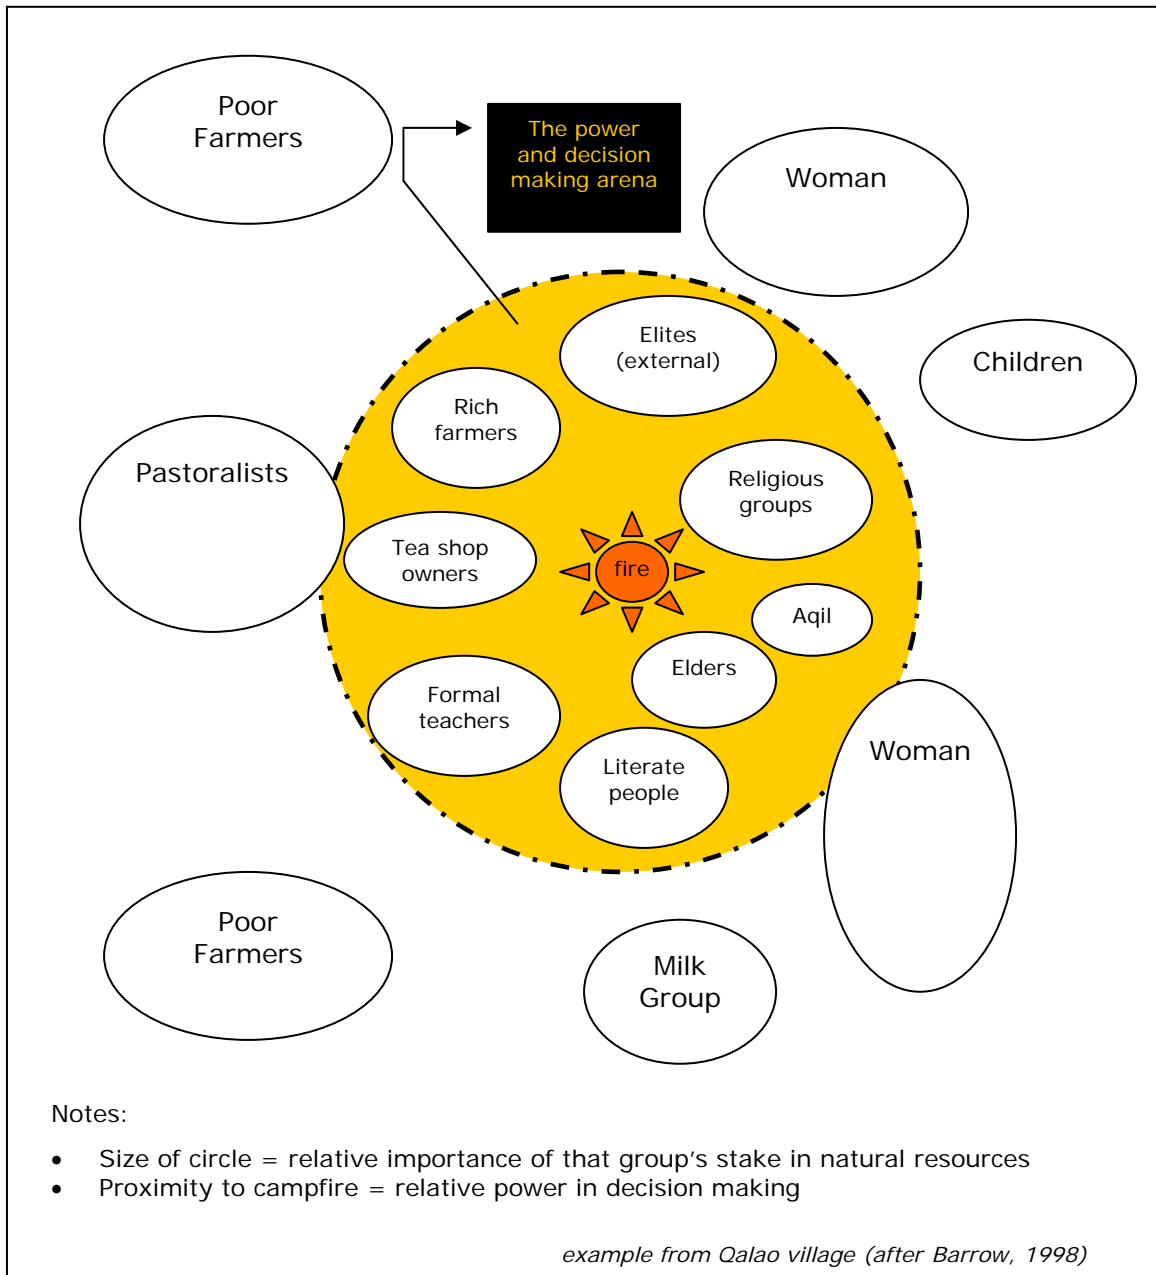 Poor
Farmers
The power
and decision
making arena
Woman
Children
Elites
(external)
Rich
farmers
Pastoralists
Religious
groups
Tea shop
owners
fire
Aqil
Elders
Formal
teachers
Literate
people
Woman
Poor
Farmers
Milk
Group
Notes:
• Size of circle = relative importance of that group's stake in natural resources
• Proximity to campfire = relative power in decision making
example from Qalao village (after Barrow, 1998)